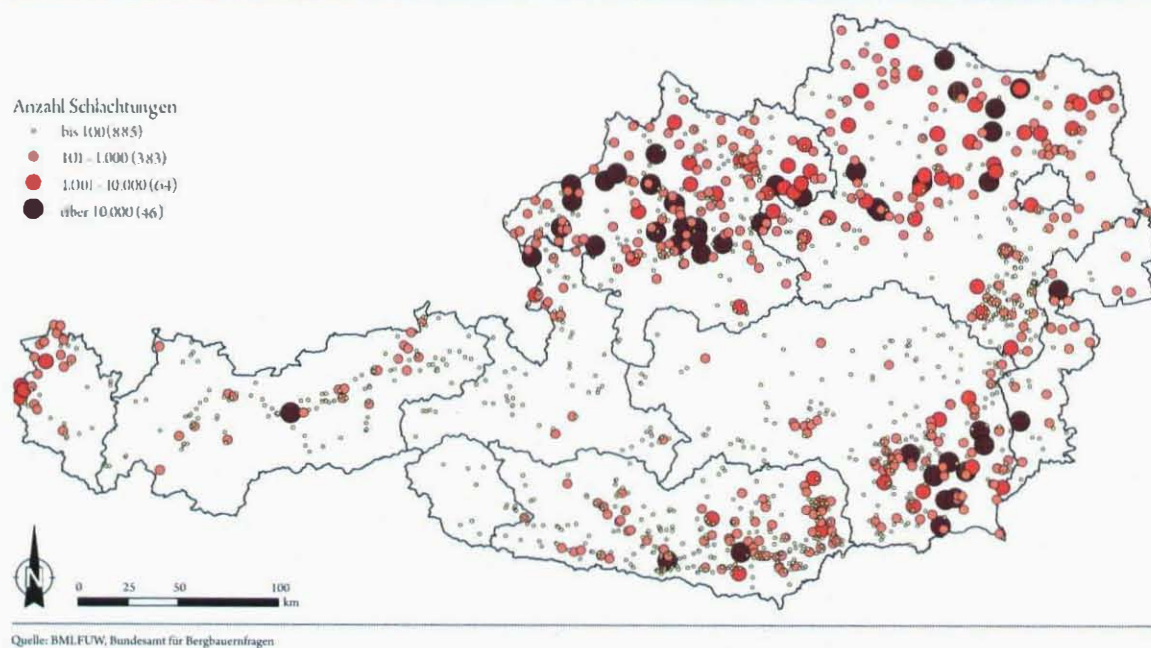 Anzahl Schlachtungen
bis 100 (885)
101 - 1.000 (383)
1.001 - 10.000 (64)
über 10.000 (46)
N
0 25 50 100
km
Quelle: BMLFUW, Bundesamt für Bergbauernfragen